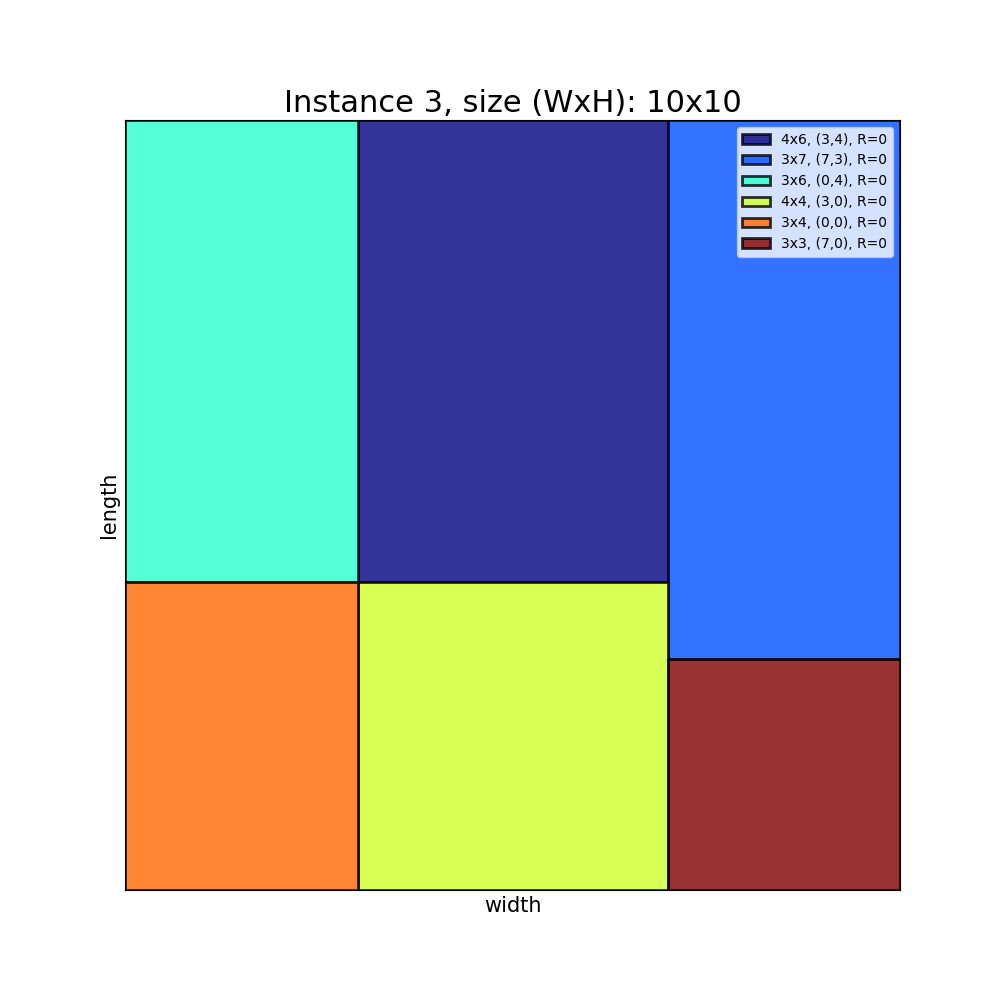 Instance 3, size (WxH): 10x10
4x6, (3,4), R=0
3x7, (7,3), R=0
3x6, (0,4), R=0
4x4, (3,0), R=0
3x4, (0,0), R=0
3x3, (7,0), R=0
length
width